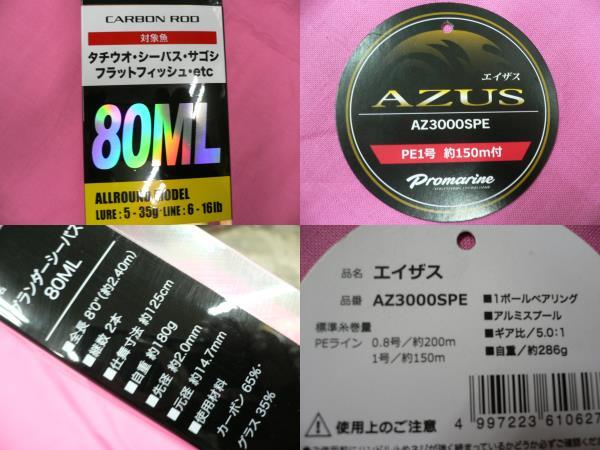 CARBON ROD
対象魚
タチウオ・シーバス・サゴシ
フラットフィッシュ・etc
80ML
ALLROUND MODEL
LURE : 5 - 35g LINE : 6 - 16lb
エイザス
AZUS
AZ3000SPE
PE1号 約150m付
Promarine
ランダーシーバス
80ML
■全長 8'0"(約2.40m)
■継数 2本
■仕舞寸法 約125cm
■自重 約180g
■先径 約2.0mm
■元径 約14.7mm
■使用材料
カーボン 65%・
グラス 35%
品名 エイザス
品番 AZ3000SPE
標準糸巻量
PEライン 0.8号/約200m
1号/約150m
■1ボールベアリング
■アルミスプール
■ギア比/5.0:1
■自重/約286g
使用上のご注意
4 997223 610627